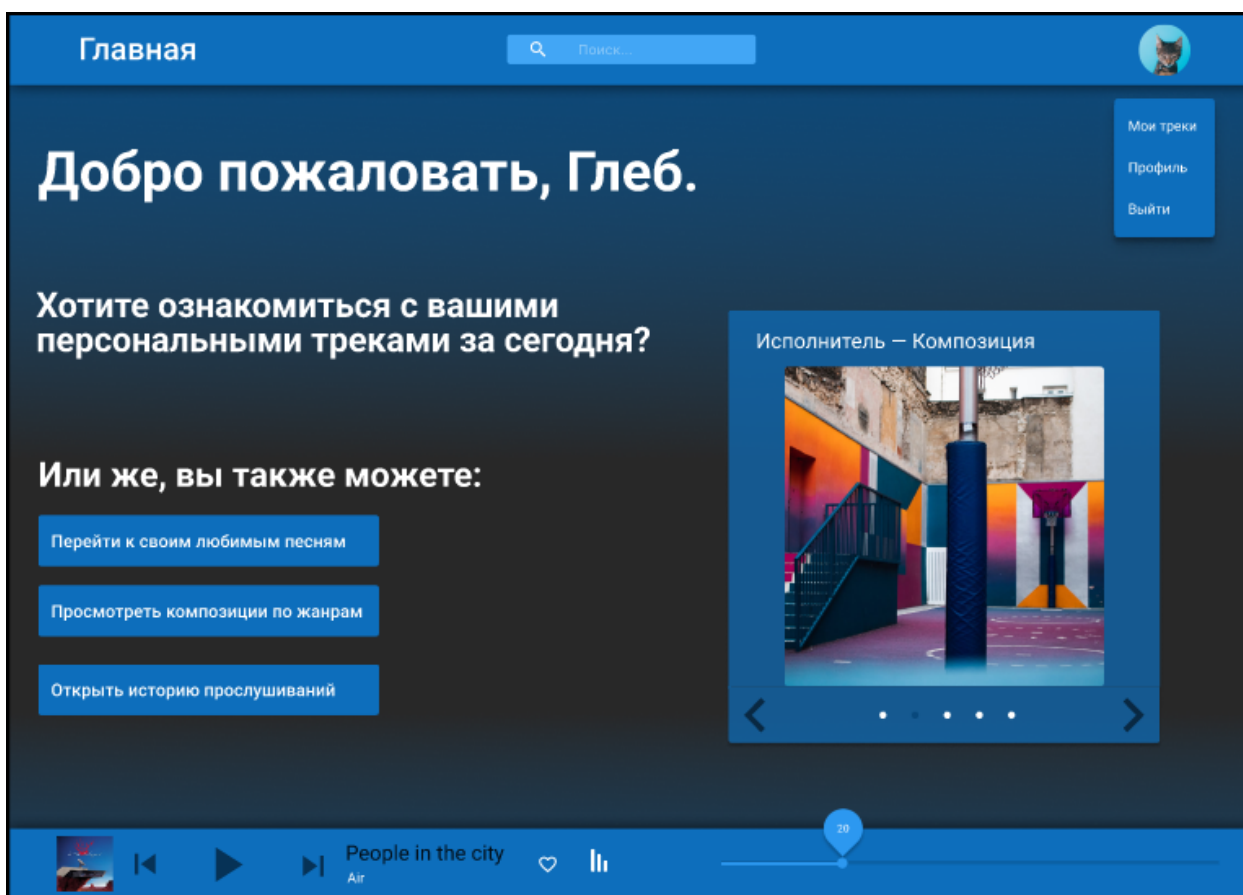 Главная
Поиск...
Мои треки
Профиль
Выйти
Добро пожаловать, Глеб.
Хотите ознакомиться с вашими
персональными треками за сегодня?
Исполнитель — Композиция
Или же, вы также можете:
Перейти к своим любимым песням
Просмотреть композиции по жанрам
Открыть историю прослушиваний
People in the city
Air
20